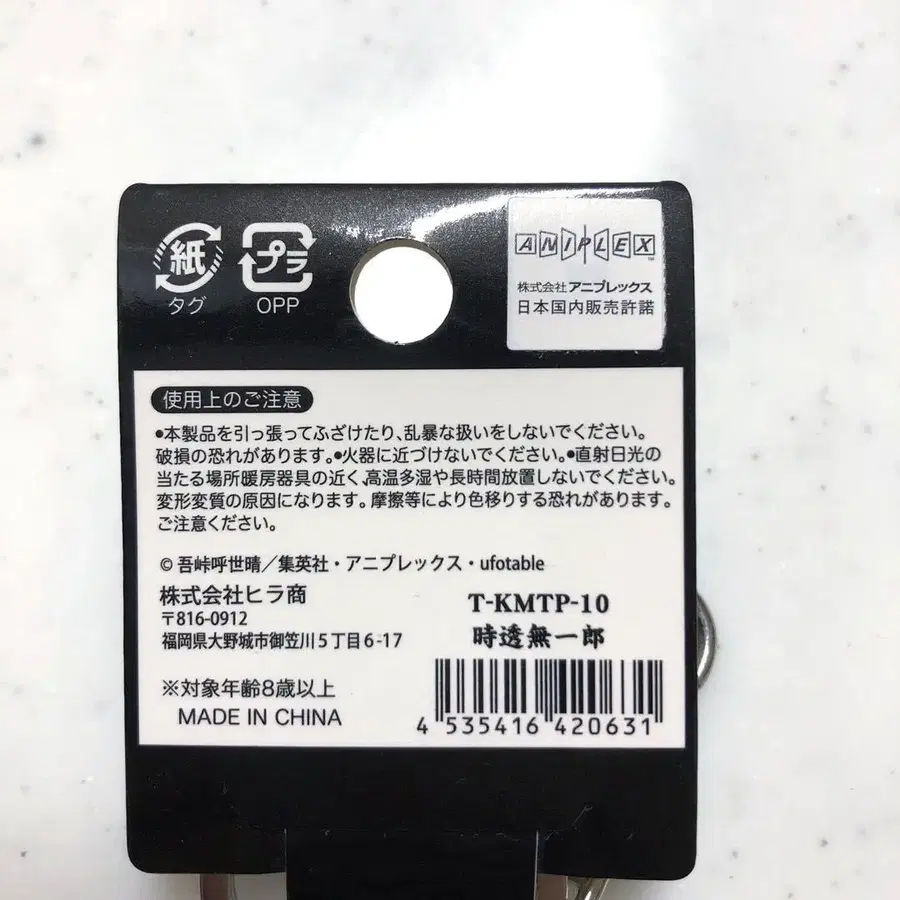 紙
タグ
プラ
OPP
ANIPLEX
株式会社 アニプレックス
日本国内販売許諾
使用上のご注意
●本製品を引っ張ってふざけたり、乱暴な扱いをしないでください。
破損の恐れがあります。●火器に近づけないでください。●直射日光の
当たる場所暖房器具の近く、高温多湿や長時間放置しないでください。
変形変質の原因になります。摩擦等により色移りする恐れがあります。
ご注意ください。
© 吾峠呼世晴／集英社・アニプレックス・ufotable
株式会社ヒラ商
〒816-0912
福岡県大野城市御笠川5丁目6-17
T-KMTP-10
時透無一郎
※対象年齢8歳以上
MADE IN CHINA
4 535416 420631